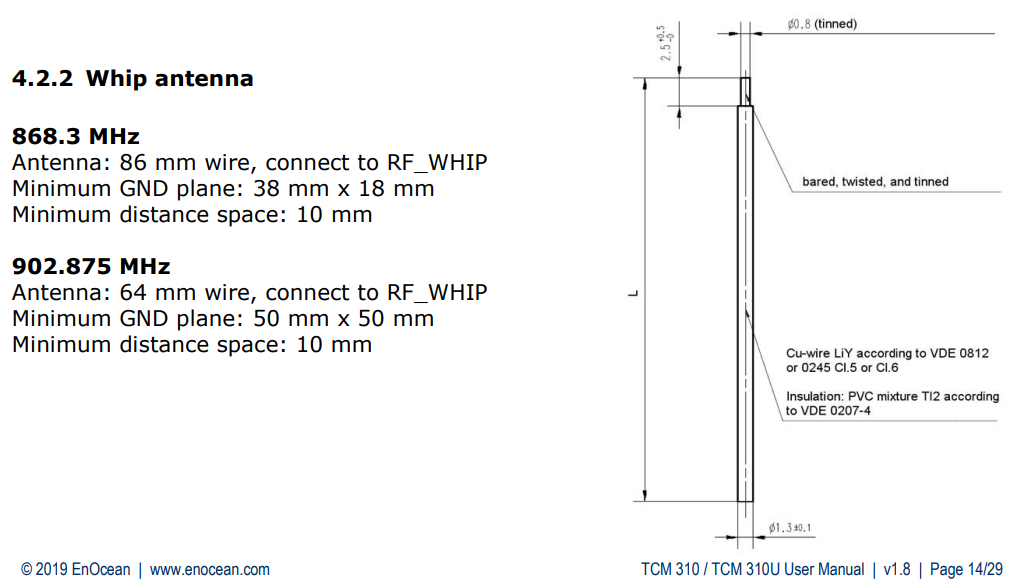 4.2.2 Whip antenna
868.3 MHz
Antenna: 86 mm wire, connect to RF_WHIP
Minimum GND plane: 38 mm x 18 mm
Minimum distance space: 10 mm
902.875 MHz
Antenna: 64 mm wire, connect to RF_WHIP
Minimum GND plane: 50 mm x 50 mm
Minimum distance space: 10 mm
ø0.8 (tinned)
2.5 +0.5 -0
bared, twisted, and tinned
L
Cu-wire LiY according to VDE 0812
or 0245 Cl.5 or Cl.6
Insulation: PVC mixture TI2 according
to VDE 0207-4
ø1.3 ±0.1
© 2019 EnOcean | www.enocean.com
TCM 310 / TCM 310U User Manual | v1.8 | Page 14/29